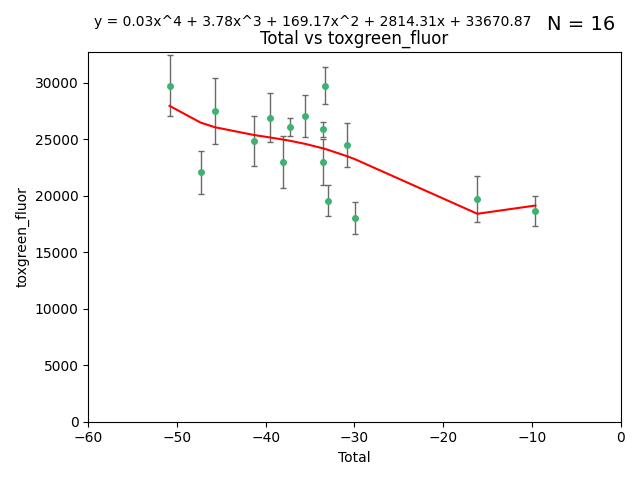 y = 0.03x^4 + 3.78x^3 + 169.17x^2 + 2814.31x + 33670.87
N = 16
Total vs toxgreen_fluor
toxgreen_fluor
30000
25000
20000
15000
10000
5000
0
−60
−50
−40
−30
−20
−10
0
Total